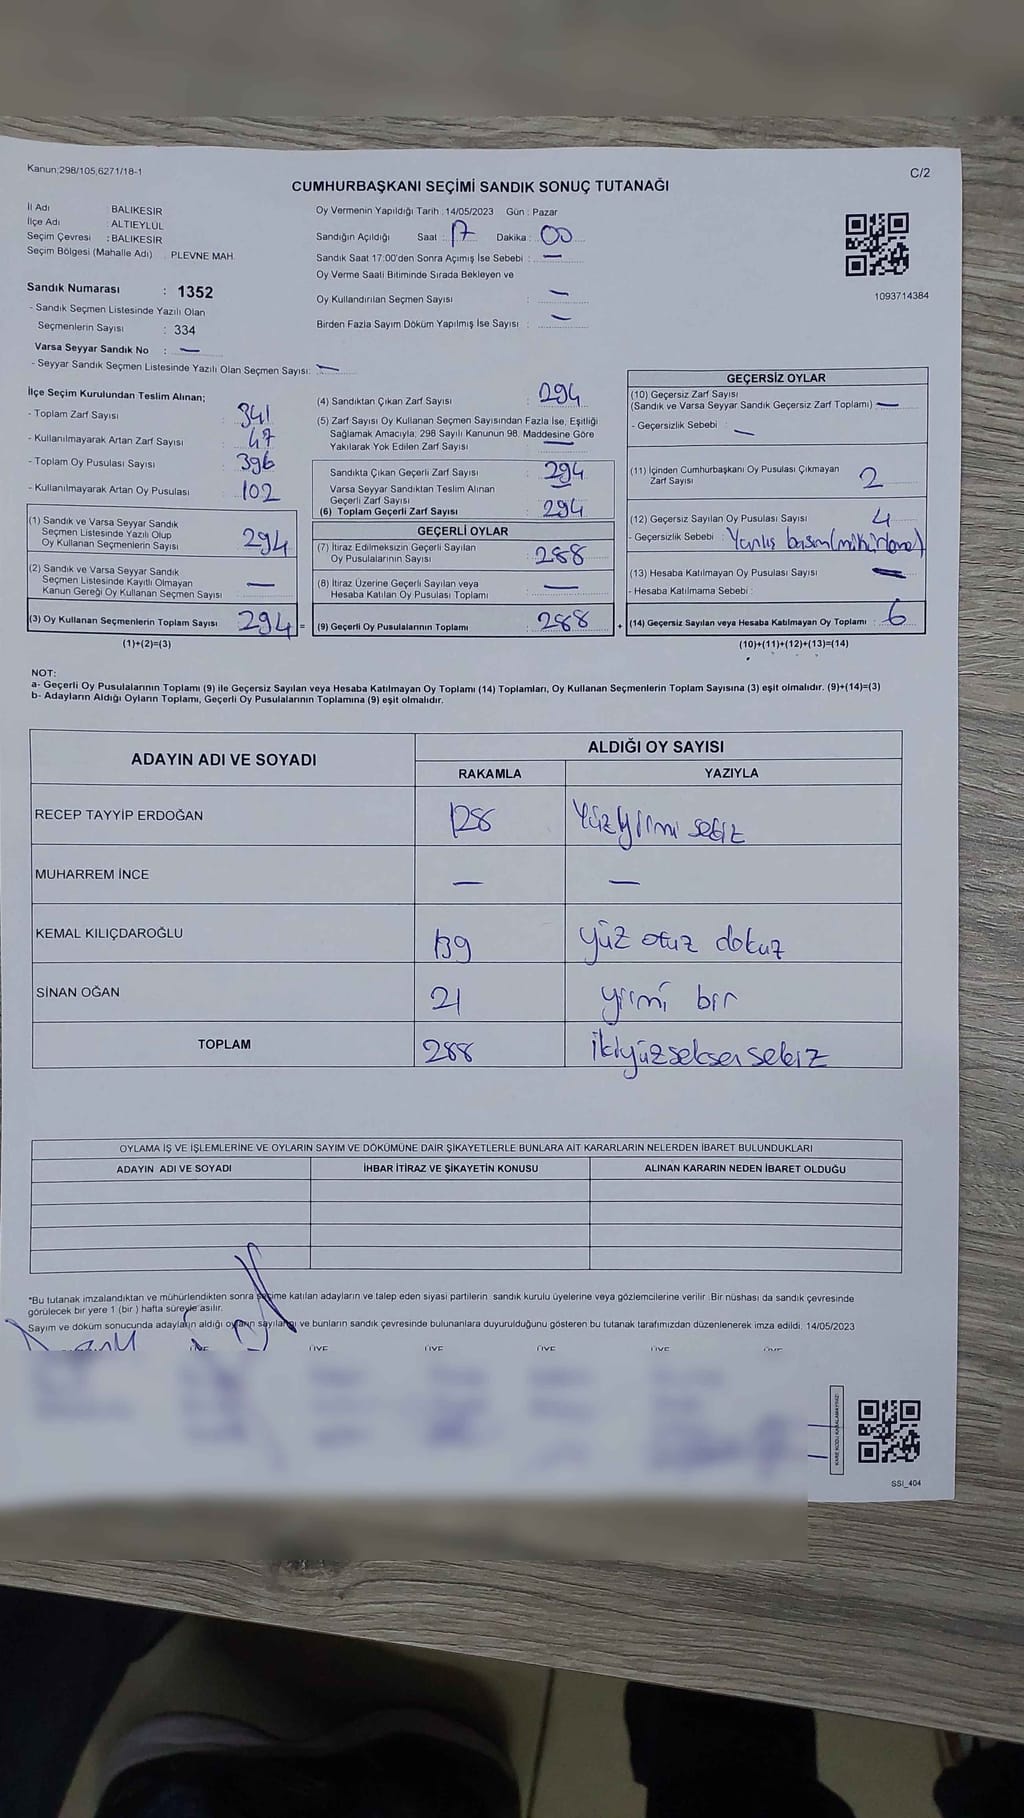 Kanun;298/105,6271/18-1
C/2
CUMHURBAŞKANI SEÇİMİ SANDIK SONUÇ TUTANAĞI
İl Adı : BALIKESİR
İlçe Adı : ALTIEYLÜL
Seçim Çevresi : BALIKESİR
Seçim Bölgesi (Mahalle Adı) : PLEVNE MAH.
Sandık Numarası : 1352
- Sandık Seçmen Listesinde Yazılı Olan
Seçmenlerin Sayısı : 334
Varsa Seyyar Sandık No : —
- Seyyar Sandık Seçmen Listesinde Yazılı Olan Seçmen Sayısı: —
Oy Vermenin Yapıldığı Tarih : 14/05/2023 Gün : Pazar
Sandığın Açıldığı Saat : 17 Dakika : 00
Sandık Saat 17:00'den Sonra Açılmış İse Sebebi : —
Oy Verme Saati Bitiminde Sırada Bekleyen ve
Oy Kullandırılan Seçmen Sayısı : —
Birden Fazla Sayım Döküm Yapılmış İse Sayısı : —
1093714384
İlçe Seçim Kurulundan Teslim Alınan;
- Toplam Zarf Sayısı : 341
- Kullanılmayarak Artan Zarf Sayısı : 47
- Toplam Oy Pusulası Sayısı : 396
- Kullanılmayarak Artan Oy Pusulası : 102
(1) Sandık ve Varsa Seyyar Sandık
Seçmen Listesinde Yazılı Olup
Oy Kullanan Seçmenlerin Sayısı : 294
(2) Sandık ve Varsa Seyyar Sandık
Seçmen Listesinde Kayıtlı Olmayan
Kanun Gereği Oy Kullanan Seçmen Sayısı —
(3) Oy Kullanan Seçmenlerin Toplam Sayısı : 294 =
(1)+(2)=(3)
(4) Sandıktan Çıkan Zarf Sayısı : 294
(5) Zarf Sayısı Oy Kullanan Seçmen Sayısından Fazla İse, Eşitliği
Sağlamak Amacıyla; 298 Sayılı Kanunun 98. Maddesine Göre
Yakılarak Yok Edilen Zarf Sayısı : —
Sandıkta Çıkan Geçerli Zarf Sayısı : 294
Varsa Seyyar Sandıktan Teslim Alınan
Geçerli Zarf Sayısı : —
(6) Toplam Geçerli Zarf Sayısı : 294
GEÇERLİ OYLAR
(7) İtiraz Edilmeksizin Geçerli Sayılan
Oy Pusulalarının Sayısı : 288
(8) İtiraz Üzerine Geçerli Sayılan veya
Hesaba Katılan Oy Pusulası Toplamı : —
(9) Geçerli Oy Pusulalarının Toplamı : 288 +
GEÇERSİZ OYLAR
(10) Geçersiz Zarf Sayısı
(Sandık ve Varsa Seyyar Sandık Geçersiz Zarf Toplamı) : —
- Geçersizlik Sebebi : —
(11) İçinden Cumhurbaşkanı Oy Pusulası Çıkmayan
Zarf Sayısı : 2
(12) Geçersiz Sayılan Oy Pusulası Sayısı : 4
- Geçersizlik Sebebi : Yanlış basım(mühürleme)
(13) Hesaba Katılmayan Oy Pusulası Sayısı : —
- Hesaba Katılmama Sebebi :
(14) Geçersiz Sayılan veya Hesaba Katılmayan Oy Toplamı : 6
(10)+(11)+(12)+(13)=(14)
NOT:
a- Geçerli Oy Pusulalarının Toplamı (9) ile Geçersiz Sayılan veya Hesaba Katılmayan Oy Toplamı (14) Toplamları, Oy Kullanan Seçmenlerin Toplam Sayısına (3) eşit olmalıdır. (9)+(14)=(3)
b- Adayların Aldığı Oyların Toplamı, Geçerli Oy Pusulalarının Toplamına (9) eşit olmalıdır.
ADAYIN ADI VE SOYADI
ALDIĞI OY SAYISI
RAKAMLA YAZIYLA
RECEP TAYYİP ERDOĞAN 128 Yüzyirmi sekiz
MUHARREM İNCE — —
KEMAL KILIÇDAROĞLU 139 yüz otuz dokuz
SİNAN OĞAN 21 yirmi bir
TOPLAM 288 ikiyüzseksen sekiz
OYLAMA İŞ VE İŞLEMLERİNE VE OYLARIN SAYIM VE DÖKÜMÜNE DAİR ŞİKAYETLERLE BUNLARA AİT KARARLARIN NELERDEN İBARET BULUNDUKLARI
ADAYIN ADI VE SOYADI İHBAR İTİRAZ VE ŞİKAYETİN KONUSU ALINAN KARARIN NEDEN İBARET OLDUĞU
*Bu tutanak imzalandıktan ve mühürlendikten sonra seçime katılan adayların ve talep eden siyasi partilerin sandık kurulu üyelerine veya gözlemcilerine verilir. Bir nüshası da sandık çevresinde
görülecek bir yere 1 (bir ) hafta süreyle asılır.
Sayım ve döküm sonucunda adayların aldığı oyların sayılarını ve bunların sandık çevresinde bulunanlara duyurulduğunu gösteren bu tutanak tarafımızdan düzenlenerek imza edildi. 14/05/2023
ÜYE ÜYE ÜYE ÜYE ÜYE ÜYE
KARE KODU KARALAMAYINIZ!
SSI_404